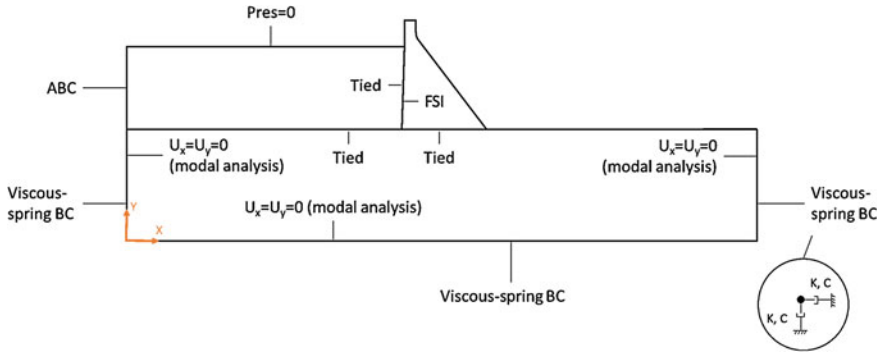 Pres=0
ABC
Tied
FSI
Ux=Uy=0
(modal analysis)
Tied
Tied
Ux=Uy=0
(modal analysis)
Viscous-
spring BC
Y
X
Ux=Uy=0 (modal analysis)
Viscous-
spring BC
Viscous-spring BC
K, C
K, C